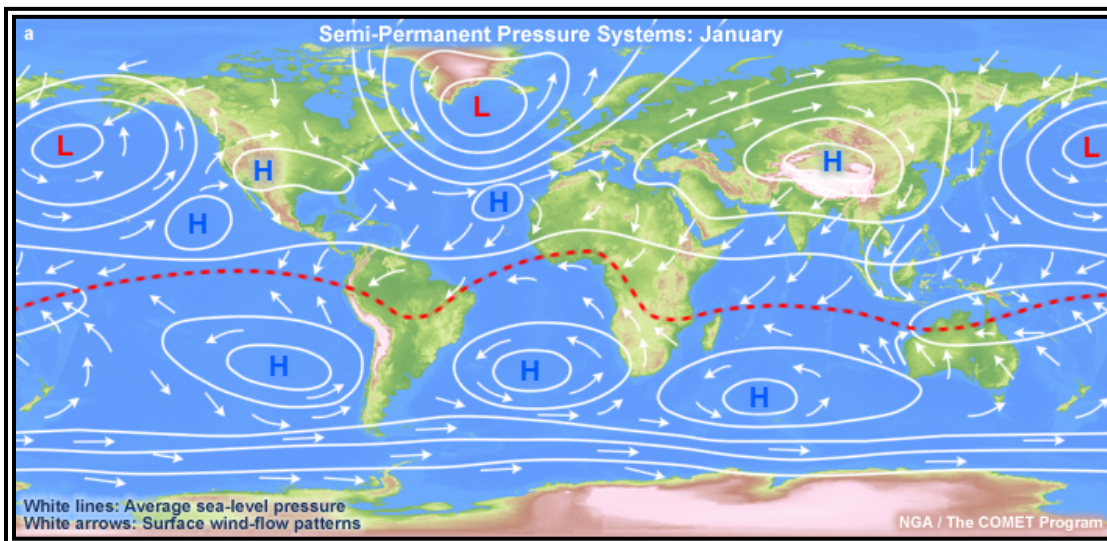 a
Semi-Permanent Pressure Systems: January
L
L
L
H
H
H
H
H
H
H
White lines: Average sea-level pressure
White arrows: Surface wind-flow patterns
NGA / The COMET Program